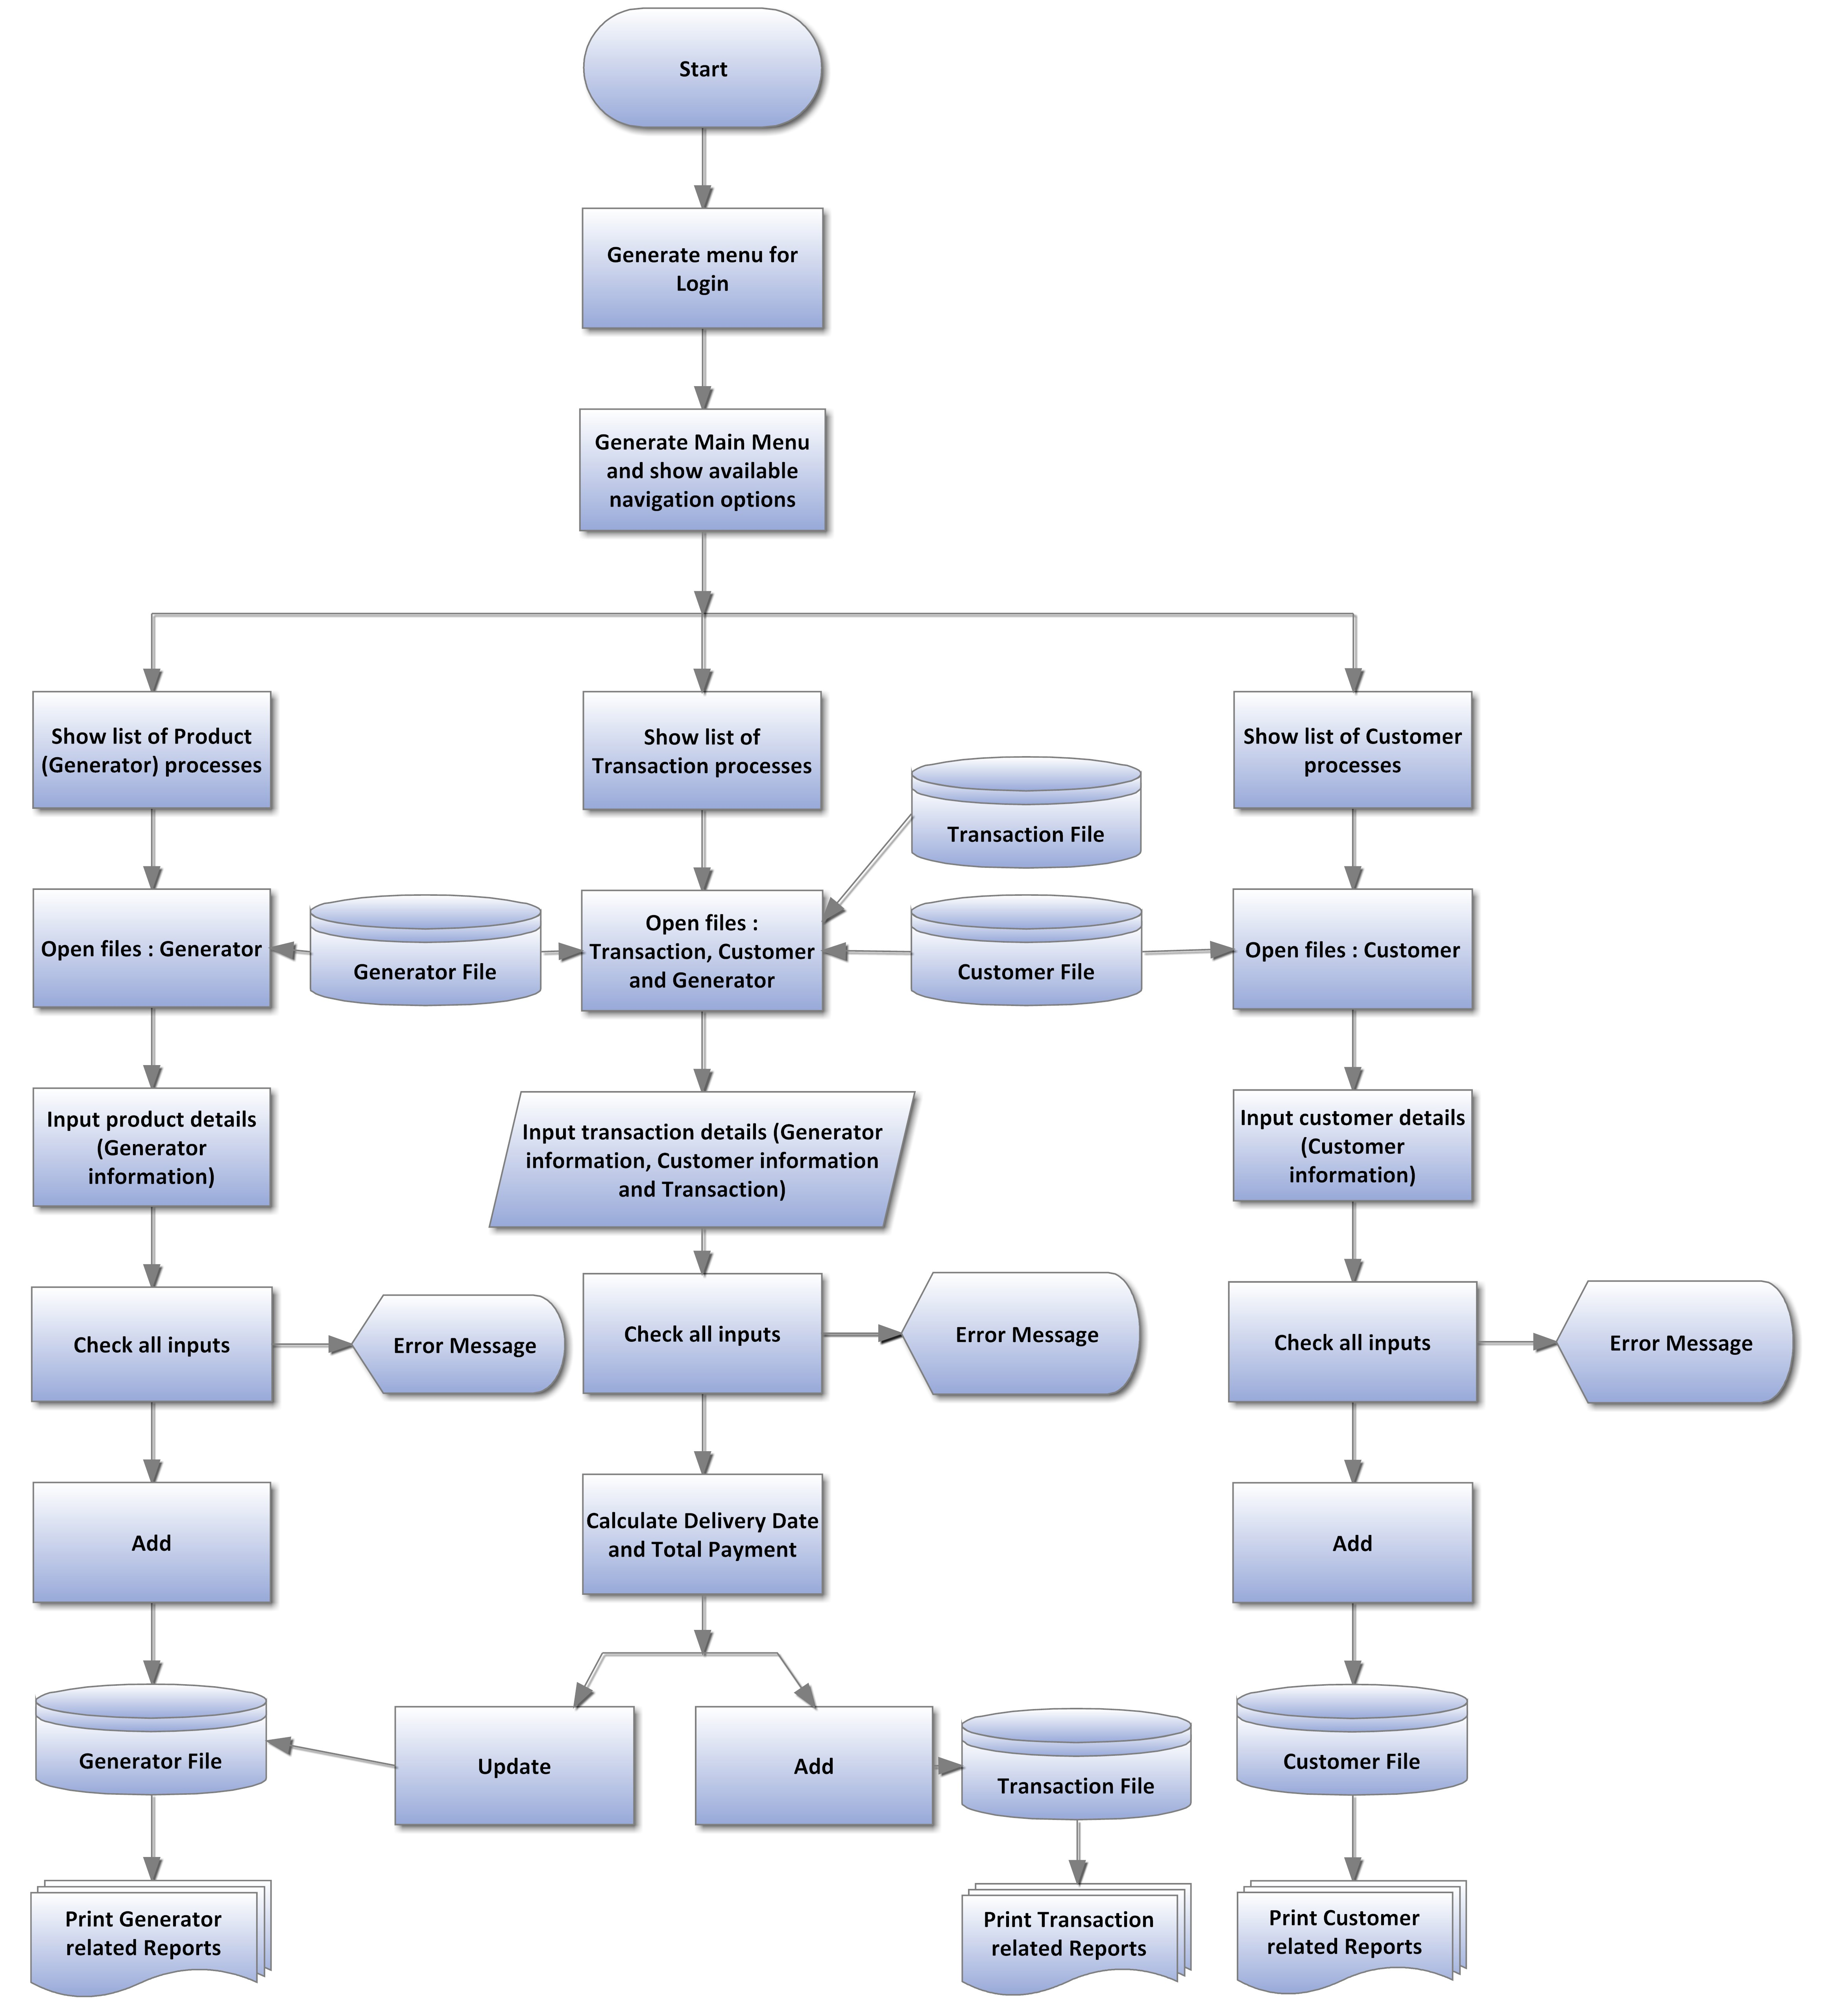 Start
Generate menu for
Login
Generate Main Menu
and show available
navigation options
Show list of Product
(Generator) processes
Show list of
Transaction processes
Show list of Customer
processes
Transaction File
Open files : Generator
Generator File
Open files :
Transaction, Customer
and Generator
Customer File
Open files : Customer
Input product details
(Generator
information)
Input transaction details (Generator
information, Customer information
and Transaction)
Input customer details
(Customer
information)
Check all inputs
Error Message
Check all inputs
Error Message
Check all inputs
Error Message
Add
Calculate Delivery Date
and Total Payment
Add
Generator File
Update
Add
Transaction File
Customer File
Print Generator
related Reports
Print Transaction
related Reports
Print Customer
related Reports